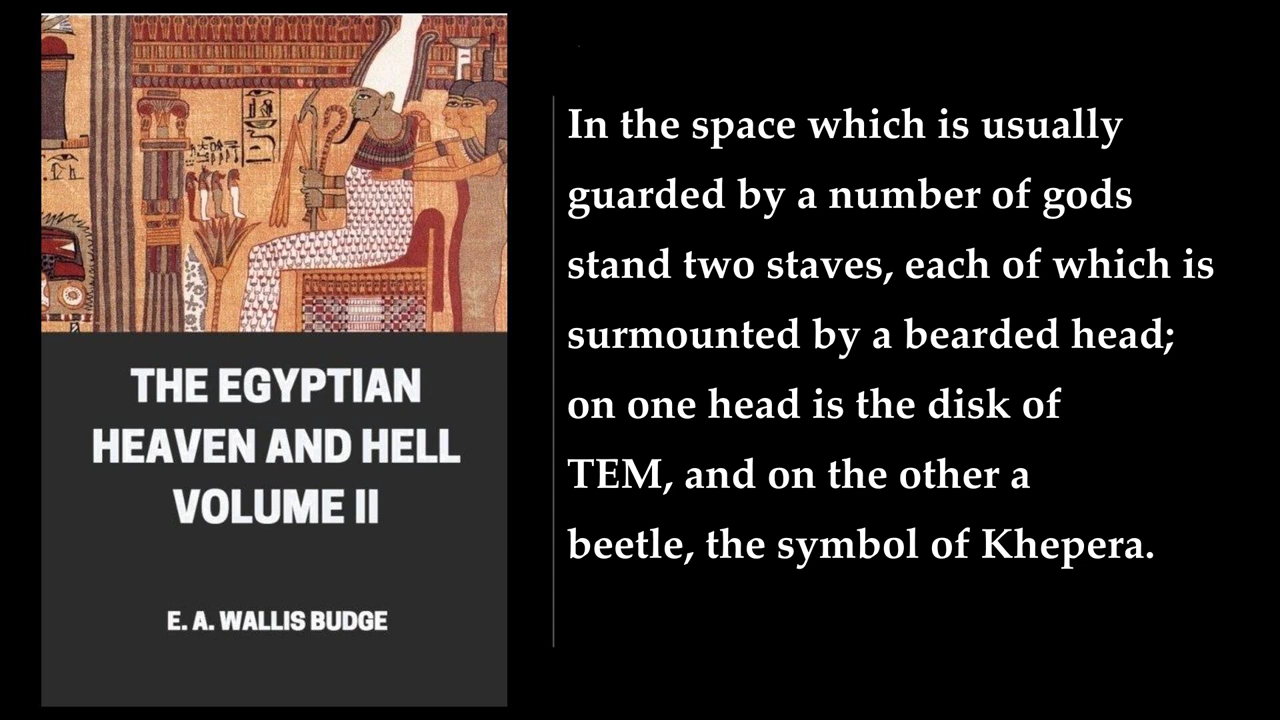 THE EGYPTIAN
HEAVEN AND HELL
VOLUME II
E. A. WALLIS BUDGE
In the space which is usually
guarded by a number of gods
stand two staves, each of which is
surmounted by a bearded head;
on one head is the disk of
TEM, and on the other a
beetle, the symbol of Khepera.